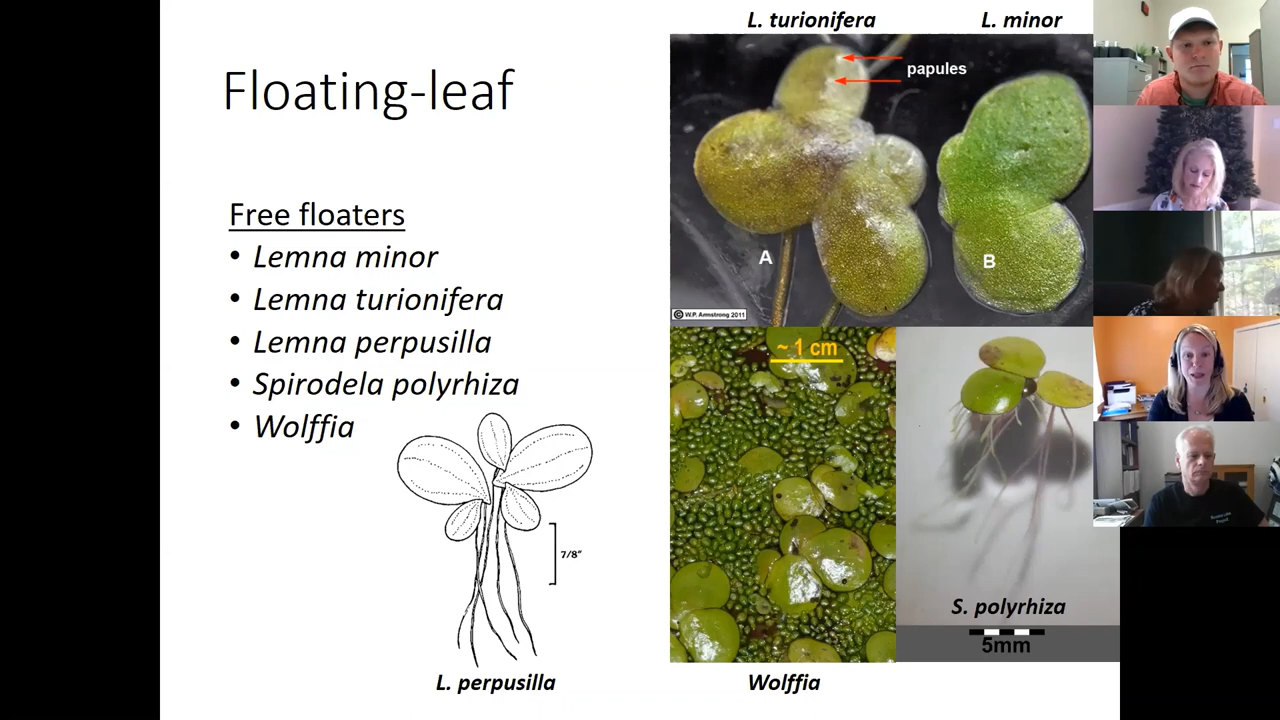 Floating-leaf
Free floaters
• Lemna minor
• Lemna turionifera
• Lemna perpusilla
• Spirodela polyrhiza
• Wolffia
7/8"
L. perpusilla
L. turionifera
L. minor
papules
A
B
© W.P. Armstrong 2011
~ 1 cm
Wolffia
S. polyrhiza
5mm